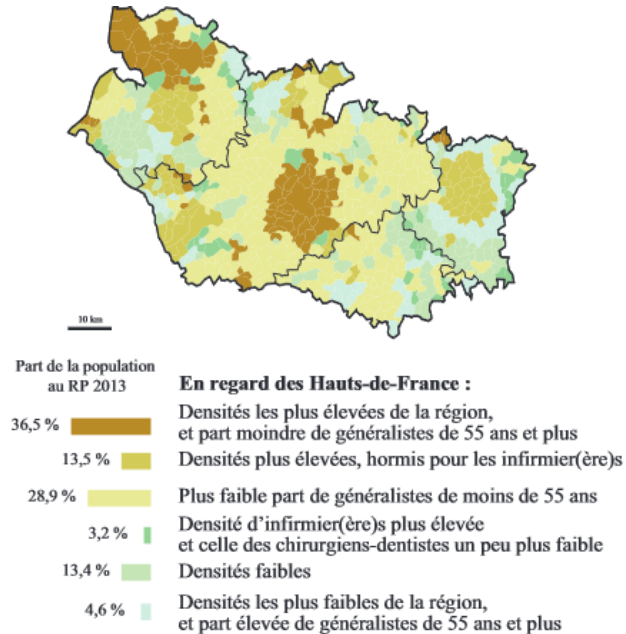 10 km
Part de la population
au RP 2013
En regard des Hauts-de-France :
36,5 %
Densités les plus élevées de la région,
et part moindre de généralistes de 55 ans et plus
13,5 %
Densités plus élevées, hormis pour les infirmier(ère)s
28,9 %
Plus faible part de généralistes de moins de 55 ans
3,2 %
Densité d'infirmier(ère)s plus élevée
et celle des chirurgiens-dentistes un peu plus faible
13,4 %
Densités faibles
4,6 %
Densités les plus faibles de la région,
et part élevée de généralistes de 55 ans et plus